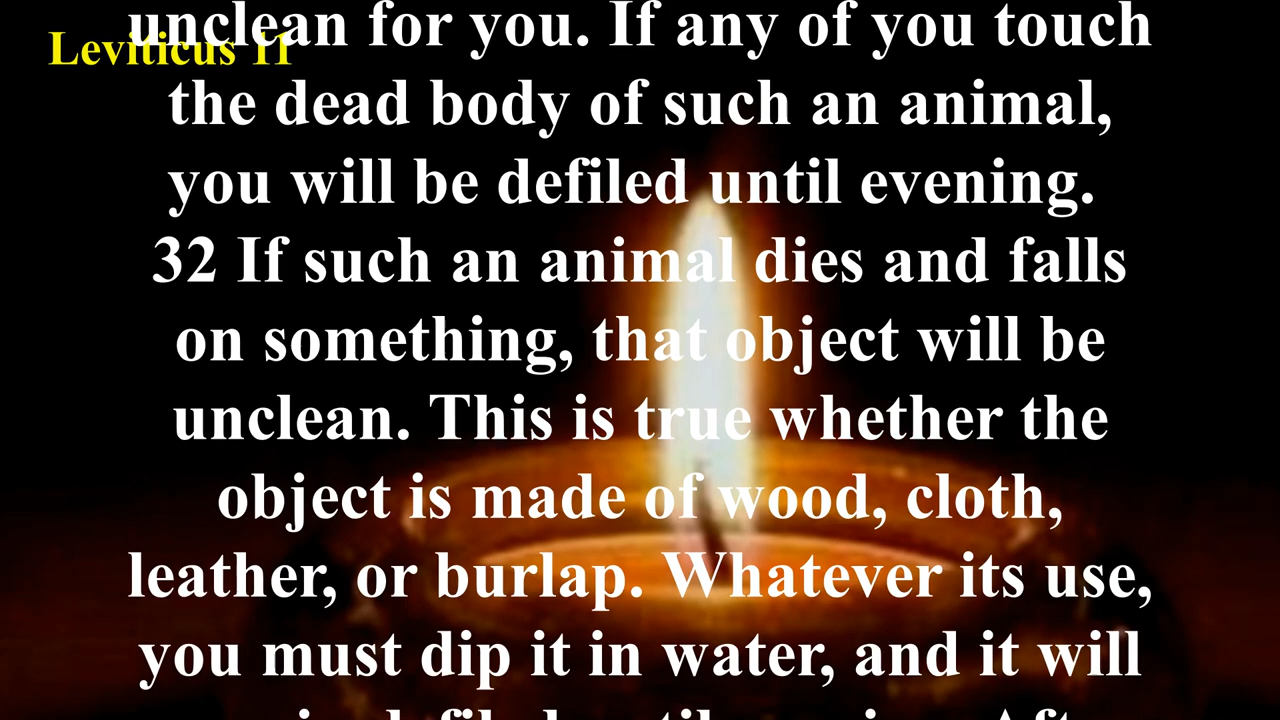 Leviticus 11
unclean for you. If any of you touch
the dead body of such an animal,
you will be defiled until evening.
32 If such an animal dies and falls
on something, that object will be
unclean. This is true whether the
object is made of wood, cloth,
leather, or burlap. Whatever its use,
you must dip it in water, and it will